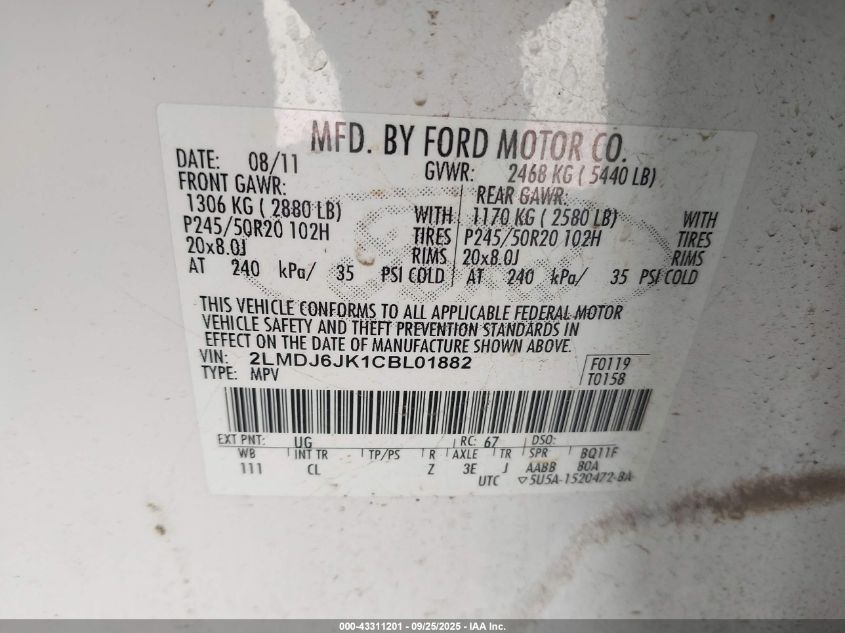 MFD. BY FORD MOTOR CO.
DATE: 08/11 GVWR: 2468 KG ( 5440 LB)
FRONT GAWR: REAR GAWR:
1306 KG ( 2880 LB) WITH 1170 KG ( 2580 LB) WITH
P245/50R20 102H TIRES P245/50R20 102H TIRES
20x8.0J RIMS 20x8.0J RIMS
AT 240 kPa/ 35 PSI COLD AT 240 kPa/ 35 PSI COLD
THIS VEHICLE CONFORMS TO ALL APPLICABLE FEDERAL MOTOR
VEHICLE SAFETY AND THEFT PREVENTION STANDARDS IN
EFFECT ON THE DATE OF MANUFACTURE SHOWN ABOVE.
VIN: 2LMDJ6JK1CBL01882 F0119
TYPE: MPV T0158
EXT PNT: UG RC: 67 DSO:
WB INT TR TP/PS R AXLE TR SPR BQ11F
111 CL Z 3E J AABB 80A
UTC ▽5U5A-1520472-BA
000-43311201 - 09/25/2025 - IAA Inc.